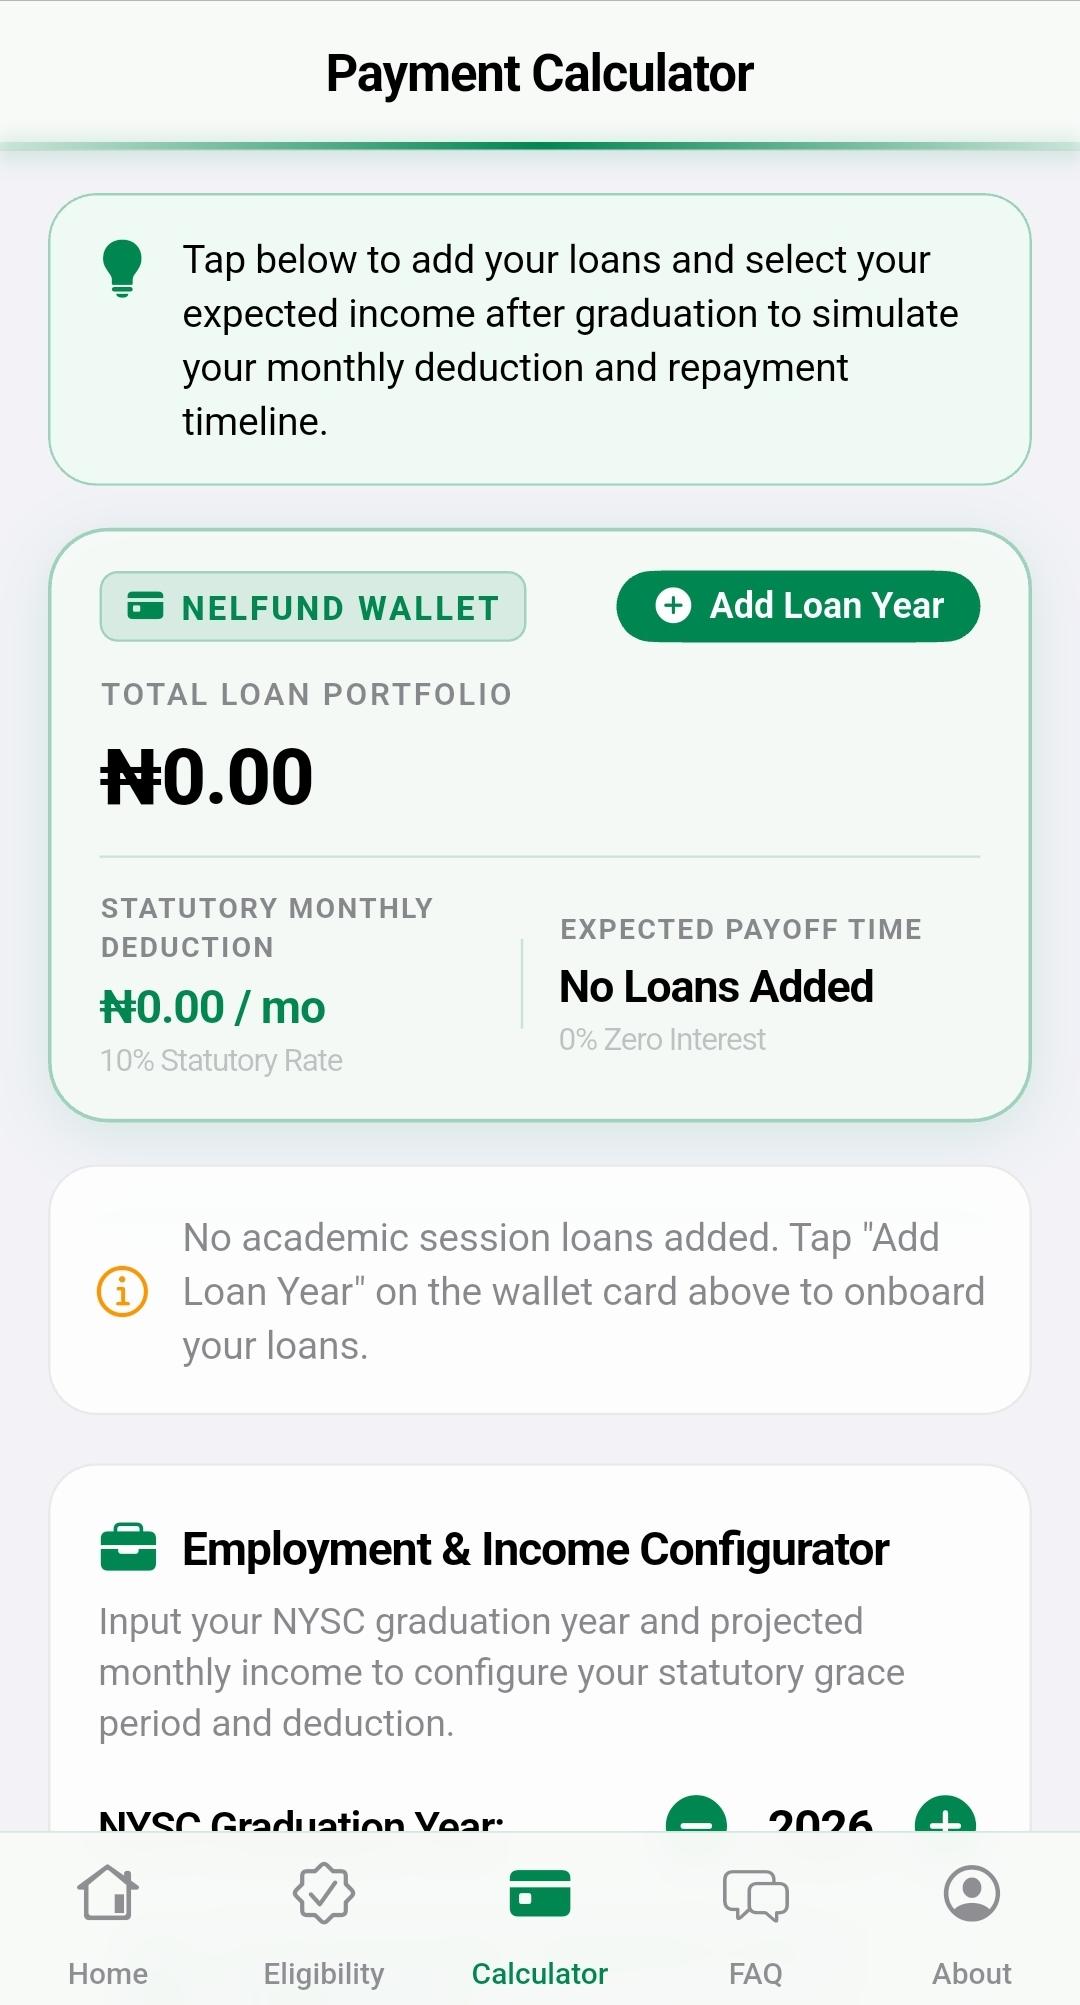 Payment Calculator
Tap below to add your loans and select your
expected income after graduation to simulate
your monthly deduction and repayment
timeline.
NELFUND WALLET
Add Loan Year
TOTAL LOAN PORTFOLIO
₦0.00
STATUTORY MONTHLY
DEDUCTION
₦0.00 / mo
10% Statutory Rate
EXPECTED PAYOFF TIME
No Loans Added
0% Zero Interest
No academic session loans added. Tap "Add
Loan Year" on the wallet card above to onboard
your loans.
Employment & Income Configurator
Input your NYSC graduation year and projected
monthly income to configure your statutory grace
period and deduction.
NYSC Graduation Year:
2026
Home
Eligibility
Calculator
FAQ
About